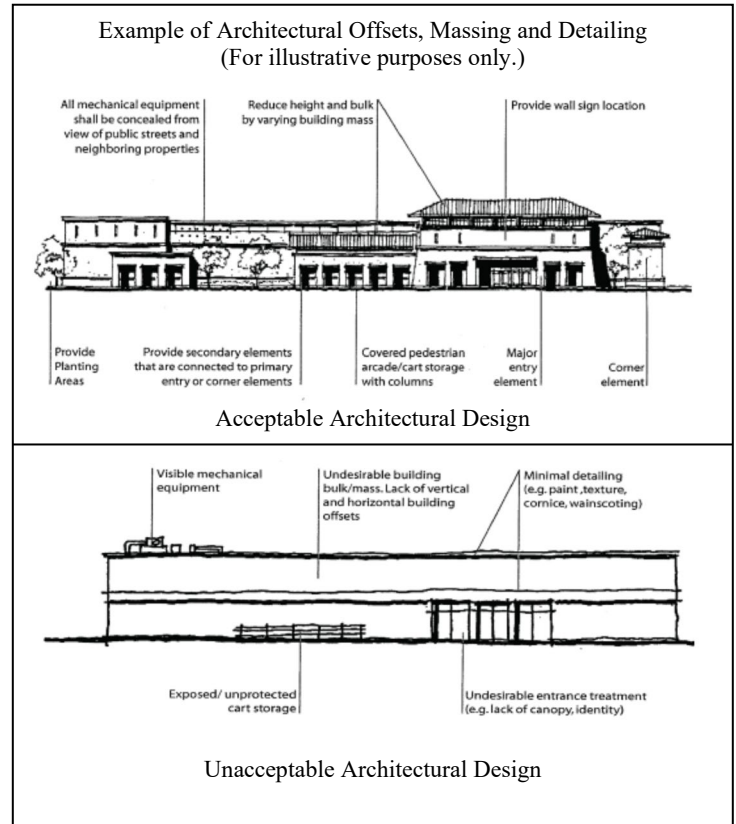 Example of Architectural Offsets, Massing and Detailing
(For illustrative purposes only.)
All mechanical equipment
shall be concealed from
view of public streets and
neighboring properties
Reduce height and bulk
by varying building mass
Provide wall sign location
Provide
Planting
Areas
Provide secondary elements
that are connected to primary
entry or corner elements
Covered pedestrian
arcade/cart storage
with columns
Major
entry
element
Corner
element
Acceptable Architectural Design
Visible mechanical
equipment
Undesirable building
bulk/mass. Lack of vertical
and horizontal building
offsets
Minimal detailing
(e.g. paint ,texture,
cornice, wainscoting)
Exposed/ unprotected
cart storage
Undesirable entrance treatment
(e.g. lack of canopy, identity)
Unacceptable Architectural Design